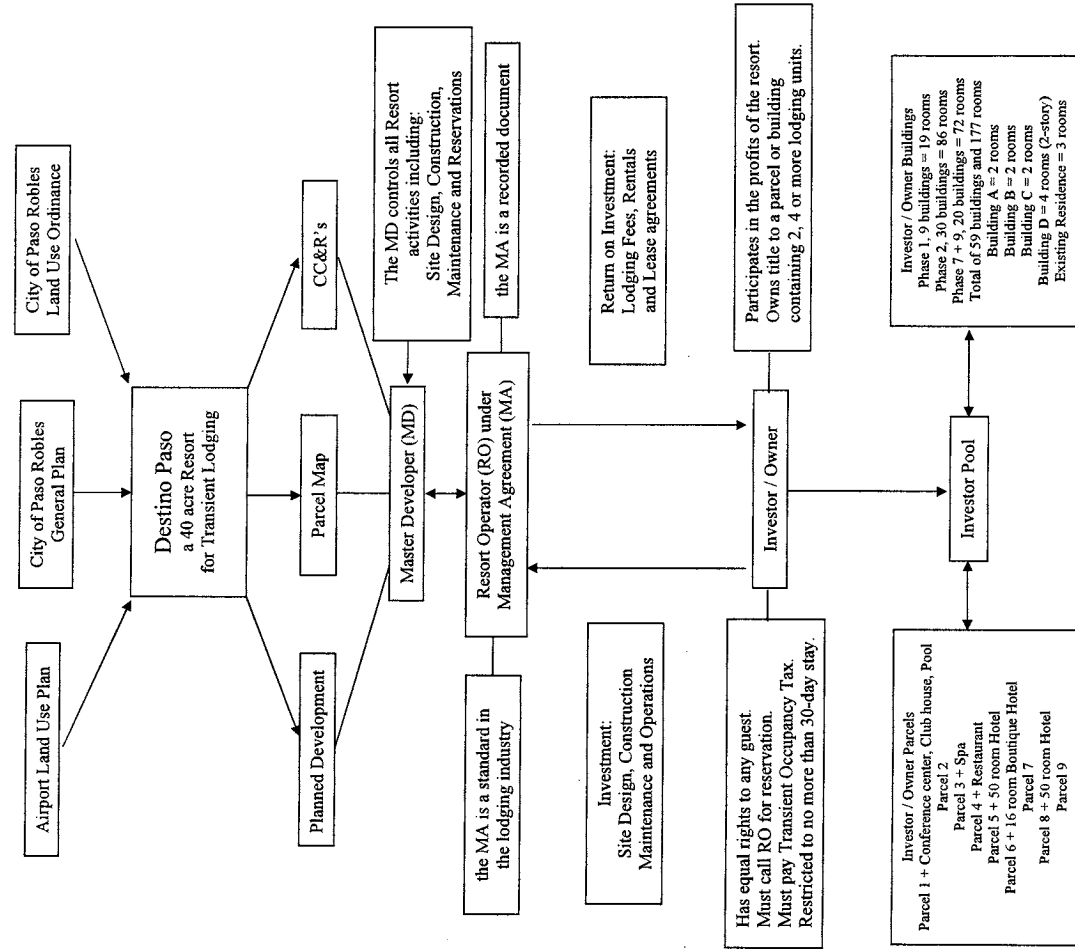 Airport Land Use Plan
City of Paso Robles
General Plan
City of Paso Robles
Land Use Ordinance
Destino Paso
a 40 acre Resort
for Transient Lodging
Planned Development
Parcel Map
CC&R's
Master Developer (MD)
The MD controls all Resort
activities including:
Site Design, Construction,
Maintenance and Reservations
the MA is a standard in
the lodging industry
Resort Operator (RO) under
Management Agreement (MA)
the MA is a recorded document
Investment:
Site Design, Construction
Maintenance and Operations
Return on Investment:
Lodging Fees, Rentals
and Lease agreements
Has equal rights to any guest.
Must call RO for reservation.
Must pay Transient Occupancy Tax.
Restricted to no more than 30-day stay.
Investor / Owner
Participates in the profits of the resort.
Owns title to a parcel or building
containing 2, 4 or more lodging units.
Investor / Owner Parcels
Parcel 1 + Conference center, Club house, Pool
Parcel 2
Parcel 3 + Spa
Parcel 4 + Restaurant
Parcel 5 + 50 room Hotel
Parcel 6 + 16 room Boutique Hotel
Parcel 7
Parcel 8 + 50 room Hotel
Parcel 9
Investor Pool
Investor / Owner Buildings
Phase 1, 9 buildings = 19 rooms
Phase 2, 30 buildings = 86 rooms
Phase 7 + 9, 20 buildings = 72 rooms
Total of 59 buildings and 177 rooms
Building A = 2 rooms
Building B = 2 rooms
Building C = 2 rooms
Building D = 4 rooms (2-story)
Existing Residence = 3 rooms